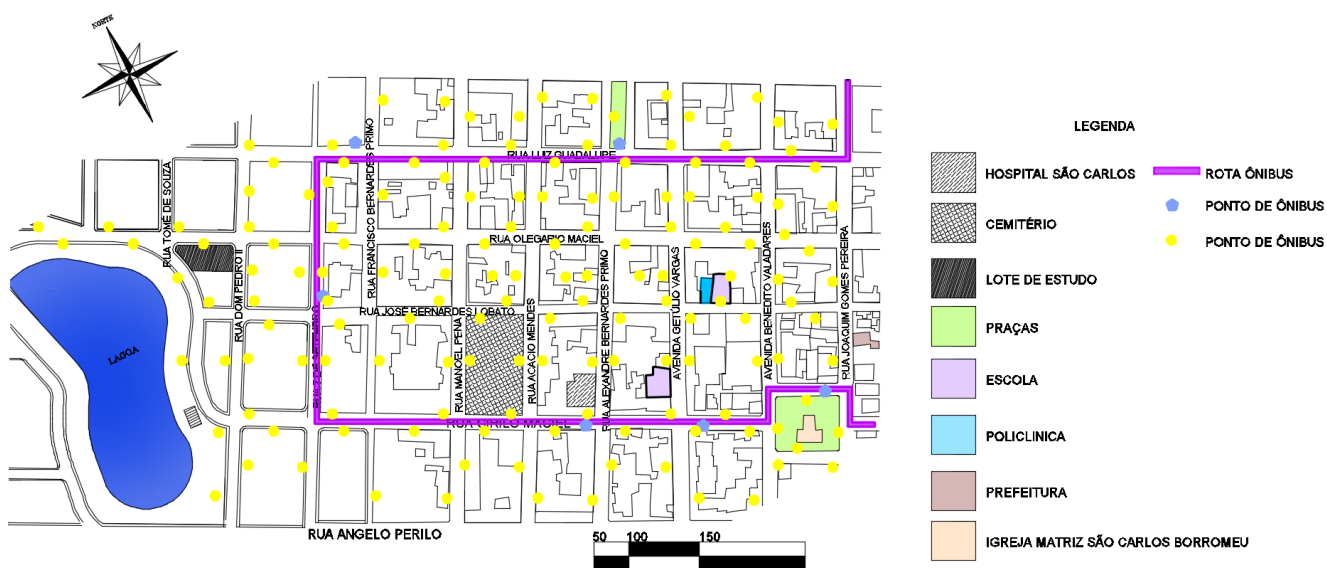 NORTE
LEGENDA
HOSPITAL SÃO CARLOS
CEMITÉRIO
LOTE DE ESTUDO
PRAÇAS
ESCOLA
POLICLINICA
PREFEITURA
IGREJA MATRIZ SÃO CARLOS BORROMEU
ROTA ÔNIBUS
PONTO DE ÔNIBUS
PONTO DE ÔNIBUS
RUA LUIZ GUADALUPE
RUA OLEGARIO MACIEL
RUA JOSE BERNARDES LOBATO
RUA CIRILO MACIEL
RUA ANGELO PERILO
RUA TOME DE SOUZA
RUA DOM PEDRO II
RUA FRANCISCO BERNARDES PRIMO
RUA MANOEL PENA
RUA ACACIO MENDES
RUA ALEXANDRE BERNARDES PRIMO
AVENIDA GETÚLIO VARGAS
AVENIDA BENEDITO VALADARES
RUA JOAQUIM GOMES PEREIRA
LAGOA
50 100 150